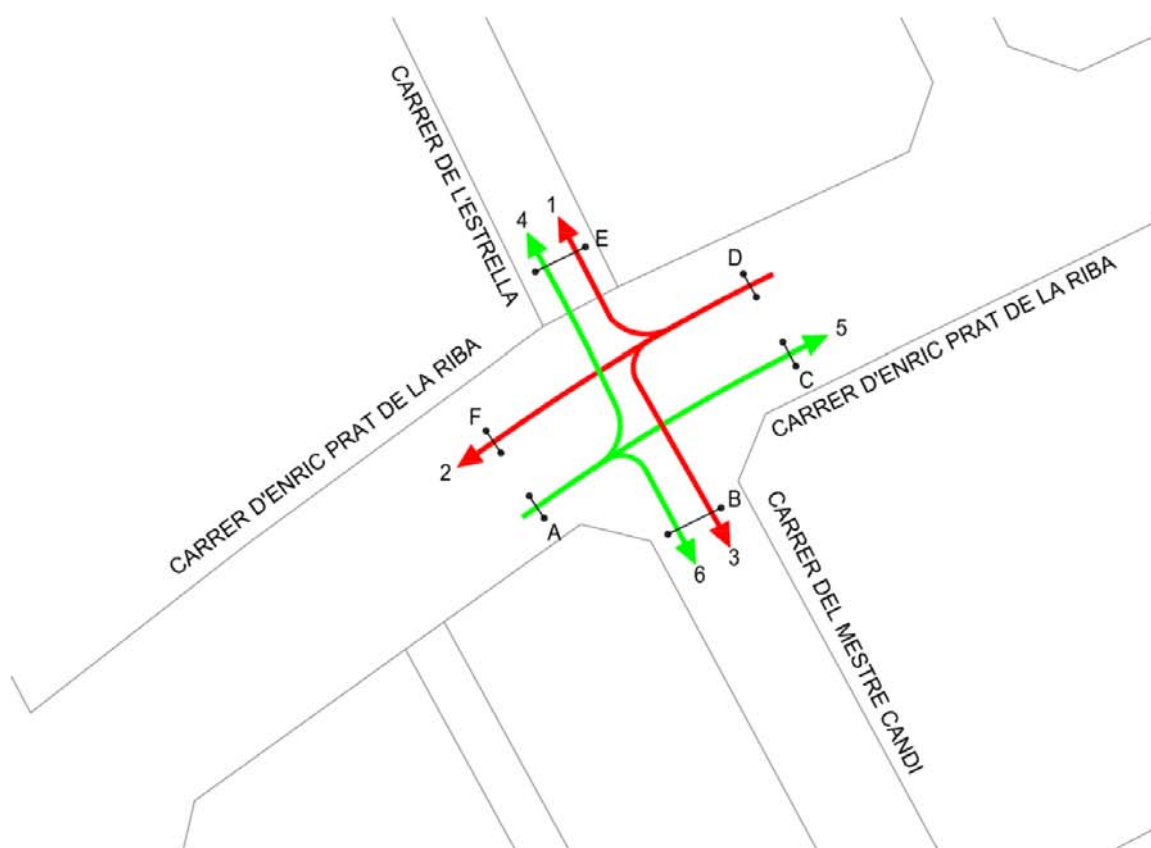 CARRER DE L'ESTRELLA
4
1
E
D
CARRER D'ENRIC PRAT DE LA RIBA
5
C
CARRER D'ENRIC PRAT DE LA RIBA
F
2
A
B
3
6
CARRER DEL MESTRE CANDI